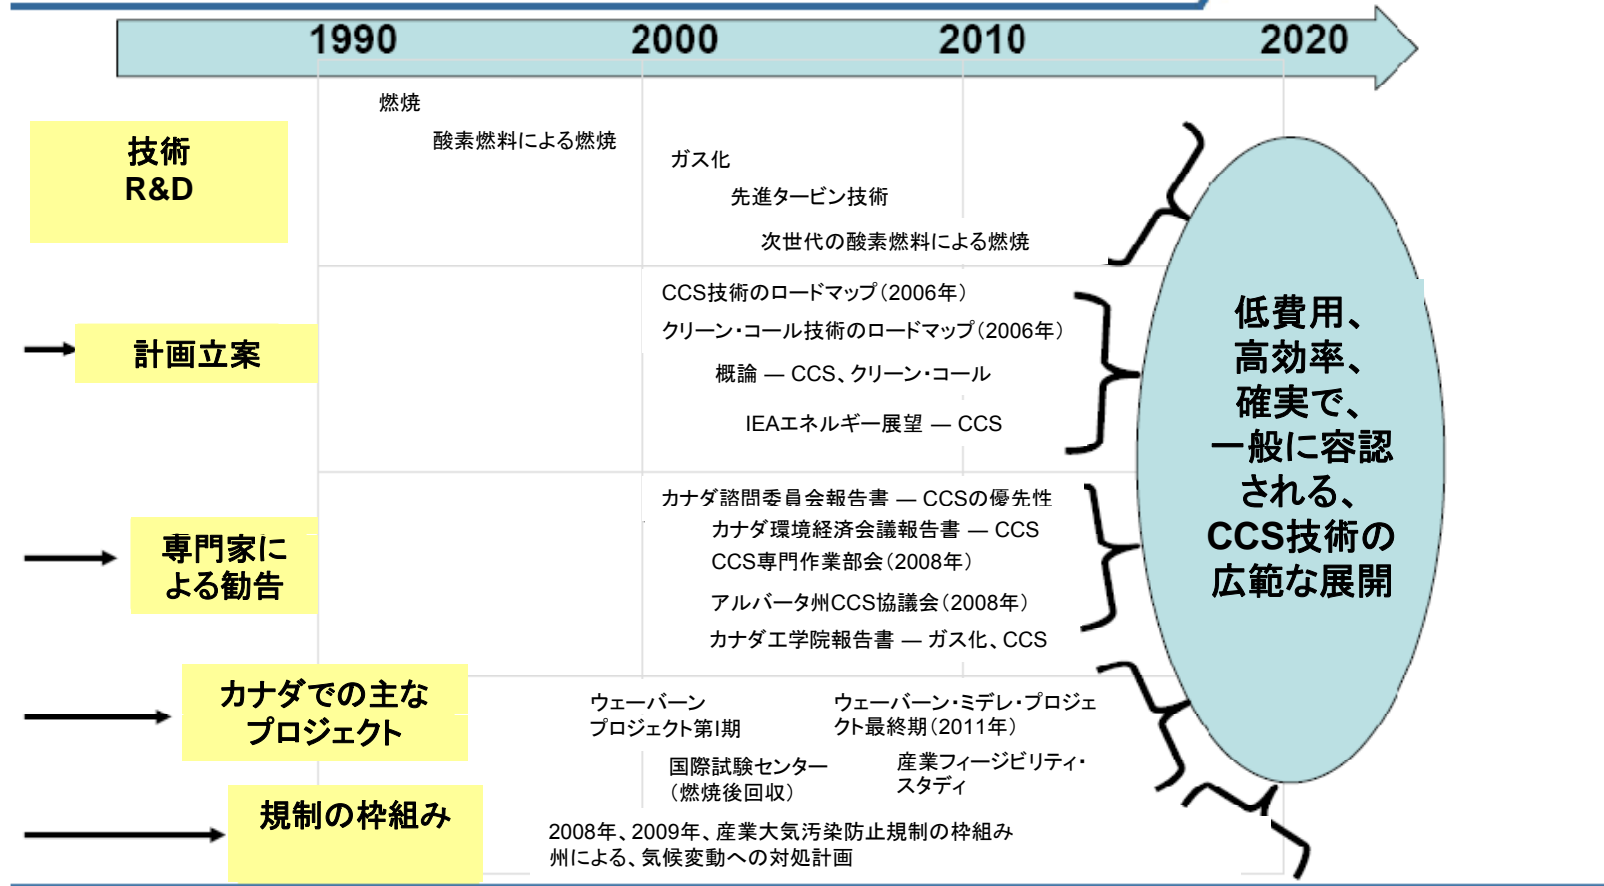 1990 2000 2010 2020
技術
R&D
燃焼
酸素燃料による燃焼
ガス化
先進タービン技術
次世代の酸素燃料による燃焼
計画立案
CCS技術のロードマップ(2006年)
クリーン・コール技術のロードマップ(2006年)
概論 — CCS、クリーン・コール
IEAエネルギー展望 — CCS
専門家に
よる勧告
カナダ諮問委員会報告書 — CCSの優先性
カナダ環境経済会議報告書 — CCS
CCS専門作業部会(2008年)
アルバータ州CCS協議会(2008年)
カナダ工学院報告書 — ガス化、CCS
カナダでの主な
プロジェクト
ウェーバーン
プロジェクト第I期
ウェーバーン・ミデレ・プロジェ
クト最終期(2011年)
国際試験センター
(燃焼後回収)
産業フィージビリティ・
スタディ
規制の枠組み
2008年、2009年、産業大気汚染防止規制の枠組み
州による、気候変動への対処計画
低費用、
高効率、
確実で、
一般に容認
される、
CCS技術の
広範な展開